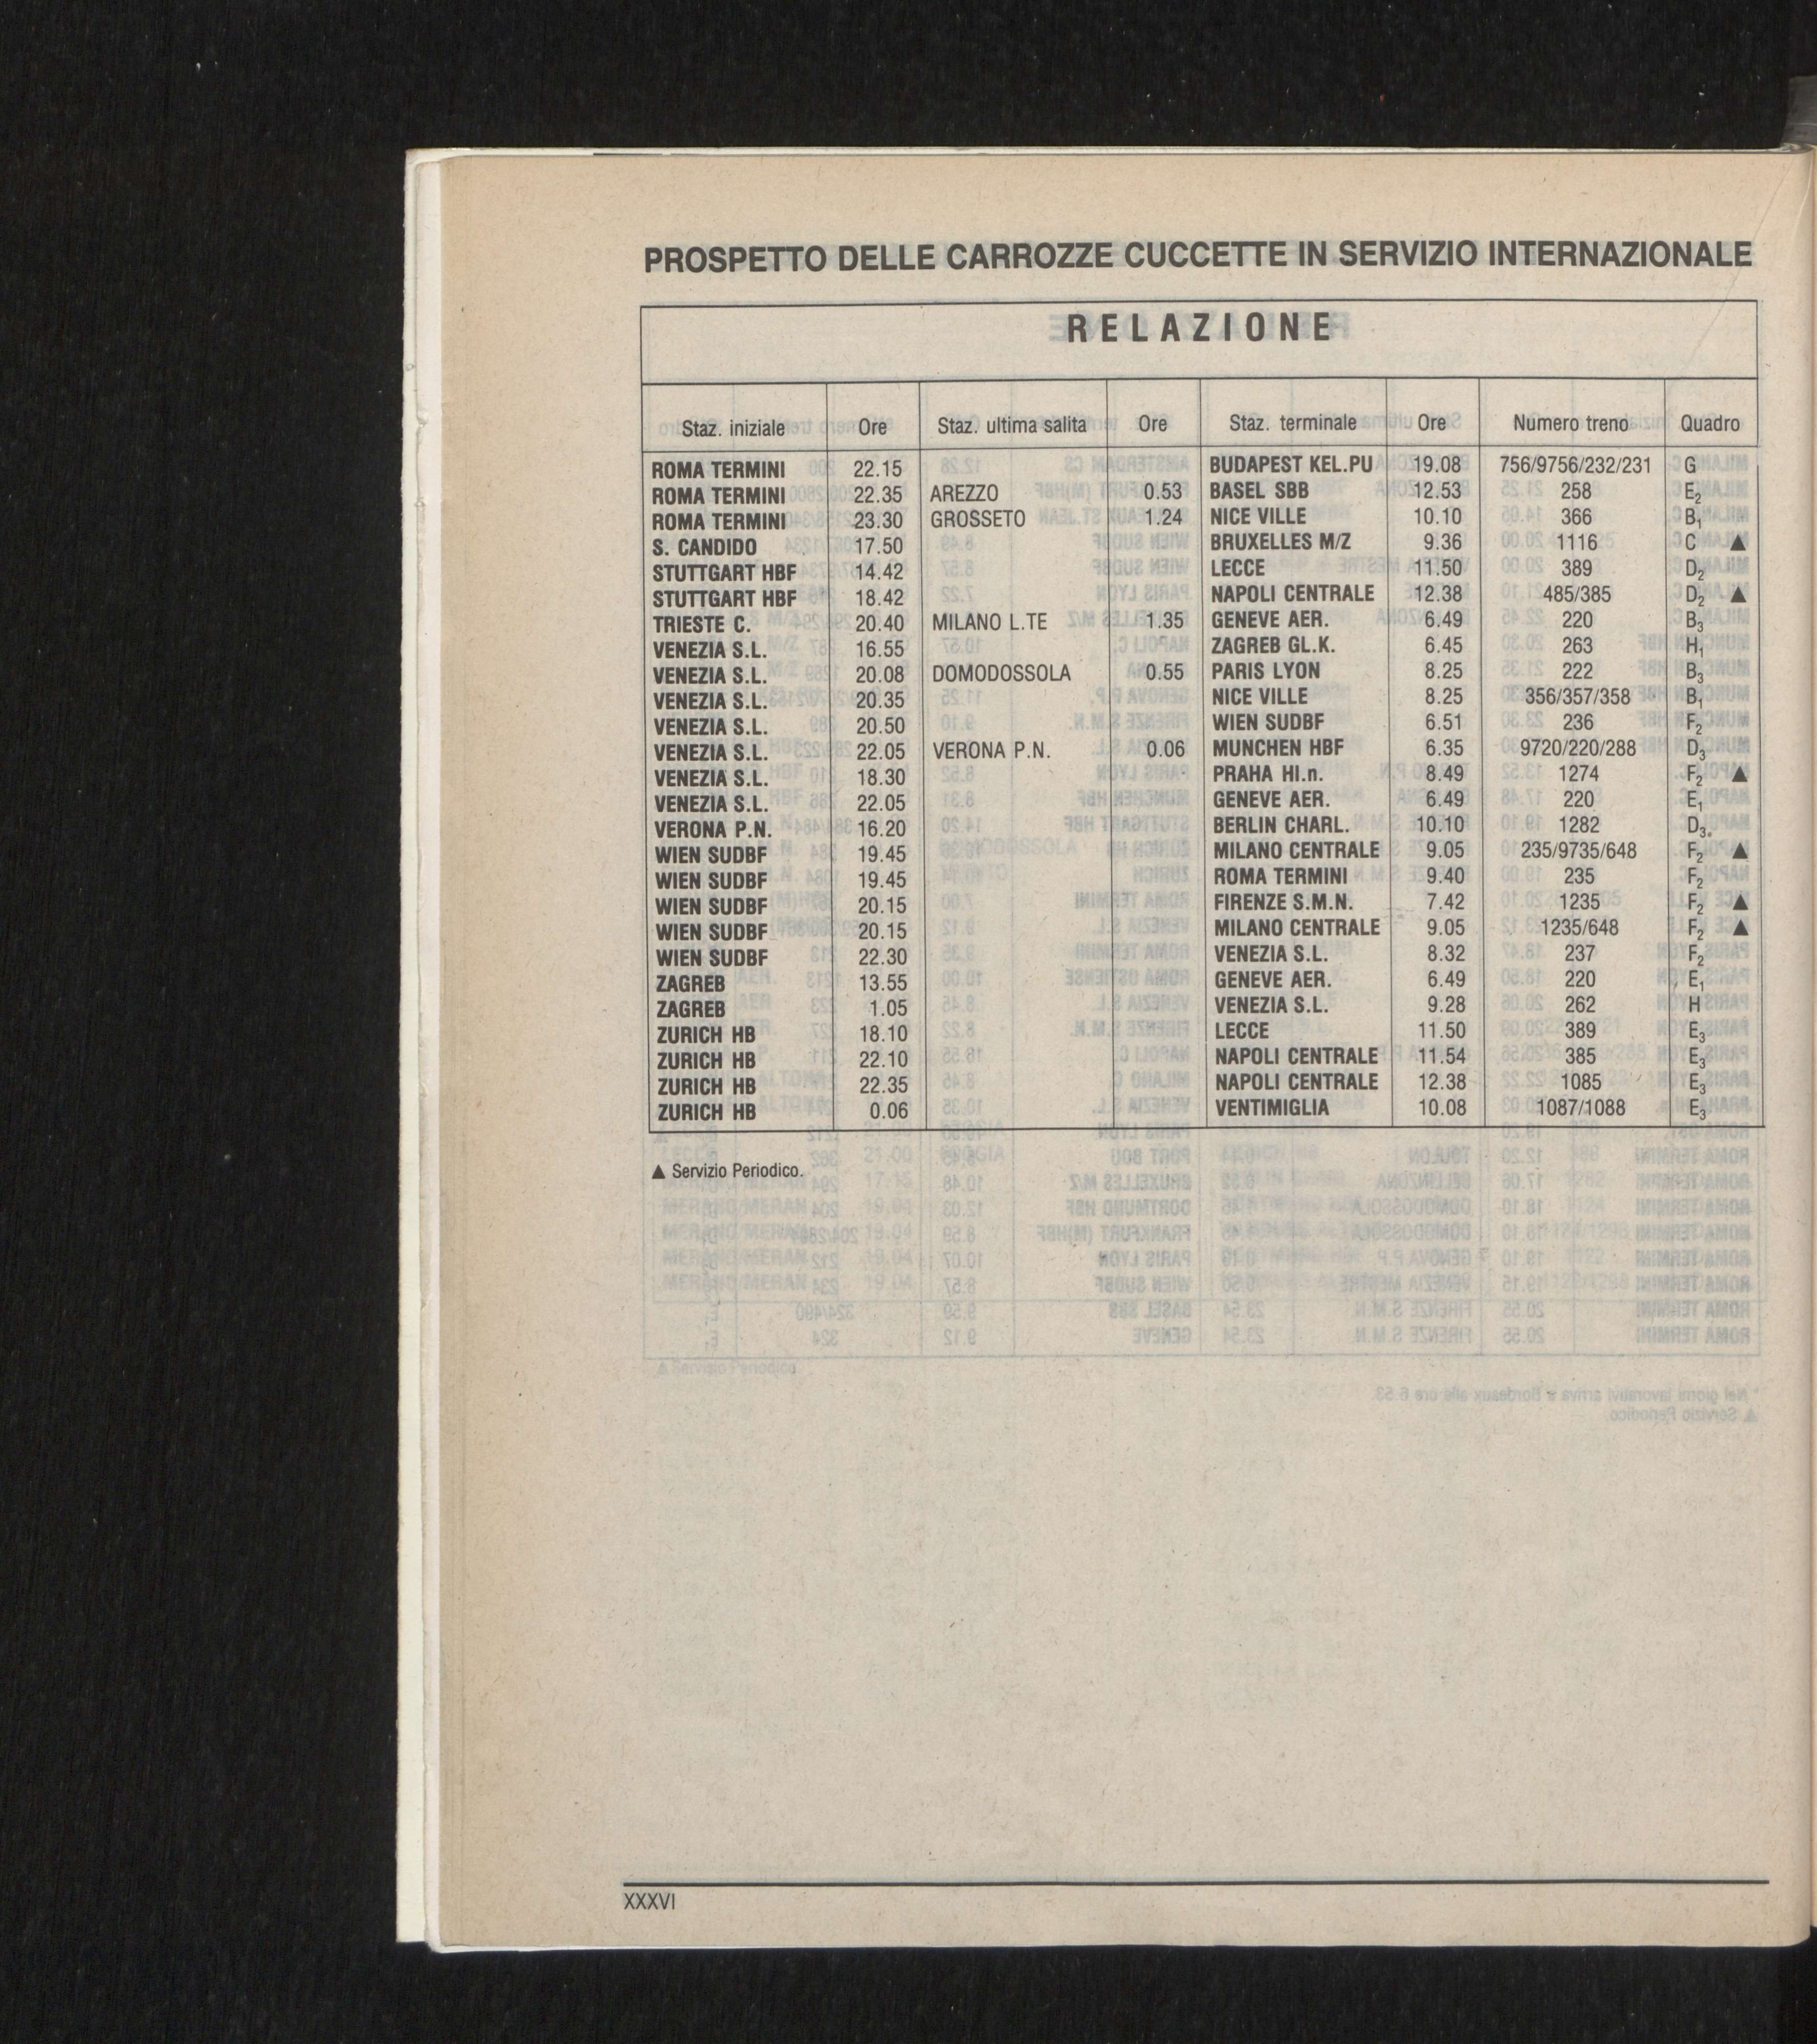 PROSPETTO DELLE CARROZZE CUCCETTE IN SERVIZIO INTERNAZIONALE
RELAZIONE
Staz. iniziale Ore Staz. ultima salita Ore Staz. terminale Ore Numero treno Quadro
ROMA TERMINI 22.15 BUDAPEST KEL.PU 19.08 756/9756/232/231 G
ROMA TERMINI 22.35 AREZZO 0.53 BASEL SBB 12.53 258 E2
ROMA TERMINI 23.30 GROSSETO 1.24 NICE VILLE 10.10 366 B1
S. CANDIDO 17.50 BRUXELLES M/Z 9.36 1116 C ▲
STUTTGART HBF 14.42 LECCE 11.50 389 D2
STUTTGART HBF 18.42 NAPOLI CENTRALE 12.38 485/385 D2 ▲
TRIESTE C. 20.40 MILANO L.TE 1.35 GENEVE AER. 6.49 220 B3
VENEZIA S.L. 16.55 ZAGREB GL.K. 6.45 263 H1
VENEZIA S.L. 20.08 DOMODOSSOLA 0.55 PARIS LYON 8.25 222 B3
VENEZIA S.L. 20.35 NICE VILLE 8.25 356/357/358 B1
VENEZIA S.L. 20.50 WIEN SUDBF 6.51 236 F2
VENEZIA S.L. 22.05 VERONA P.N. 0.06 MUNCHEN HBF 6.35 9720/220/288 D3
VENEZIA S.L. 18.30 PRAHA HI.n. 8.49 1274 F2 ▲
VENEZIA S.L. 22.05 GENEVE AER. 6.49 220 E1
VERONA P.N. 16.20 BERLIN CHARL. 10.10 1282 D3
WIEN SUDBF 19.45 MILANO CENTRALE 9.05 235/9735/648 F2 ▲
WIEN SUDBF 19.45 ROMA TERMINI 9.40 235 F2
WIEN SUDBF 20.15 FIRENZE S.M.N. 7.42 1235 F2 ▲
WIEN SUDBF 20.15 MILANO CENTRALE 9.05 1235/648 F2 ▲
WIEN SUDBF 22.30 VENEZIA S.L. 8.32 237 F2
ZAGREB 13.55 GENEVE AER. 6.49 220 E1
ZAGREB 1.05 VENEZIA S.L. 9.28 262 H
ZURICH HB 18.10 LECCE 11.50 389 E3
ZURICH HB 22.10 NAPOLI CENTRALE 11.54 385 E3
ZURICH HB 22.35 NAPOLI CENTRALE 12.38 1085 E3
ZURICH HB 0.06 VENTIMIGLIA 10.08 1087/1088 E3
▲ Servizio Periodico.
XXXVI